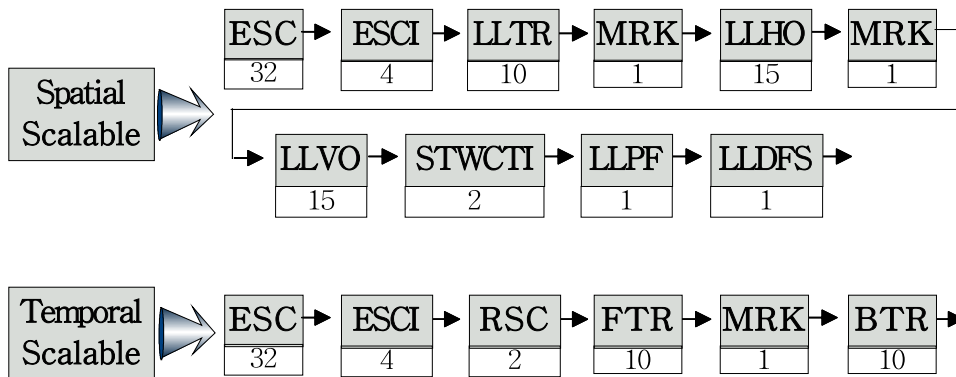 ESC ESCI LLTR MRK LLHO MRK
32 4 10 1 15 1
Spatial
Scalable
LLVO STWCTI LLPF LLDFS
15 2 1 1
Temporal
Scalable
ESC ESCI RSC FTR MRK BTR
32 4 2 10 1 10